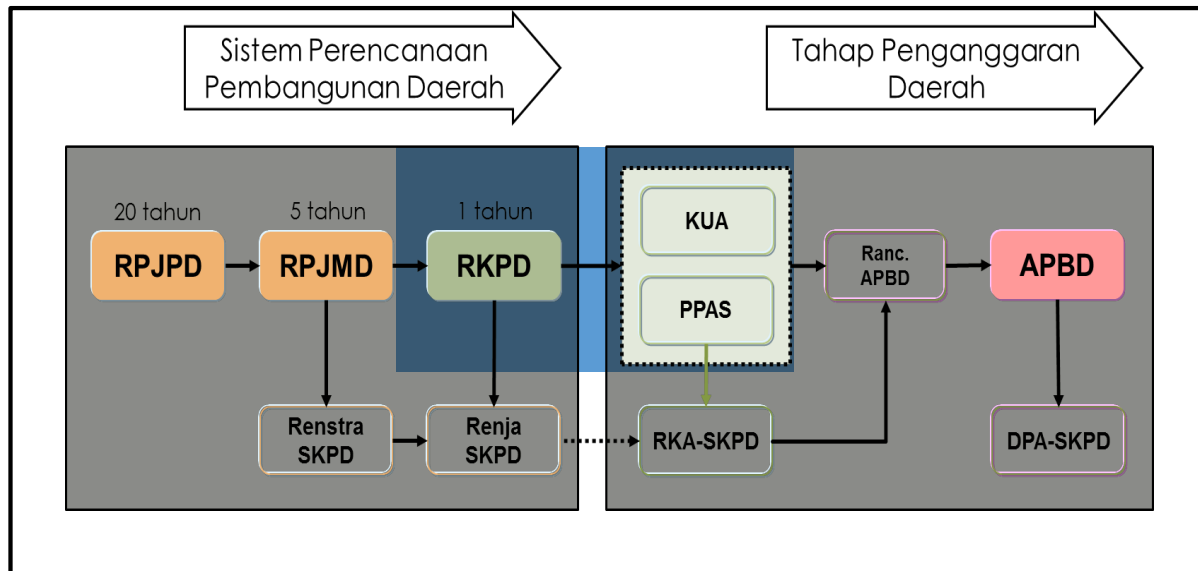 Sistem Perencanaan
Pembangunan Daerah
Tahap Penganggaran
Daerah
20 tahun
5 tahun
1 tahun
RPJPD
RPJMD
RKPD
KUA
PPAS
Ranc.
APBD
APBD
Renstra
SKPD
Renja
SKPD
RKA-SKPD
DPA-SKPD